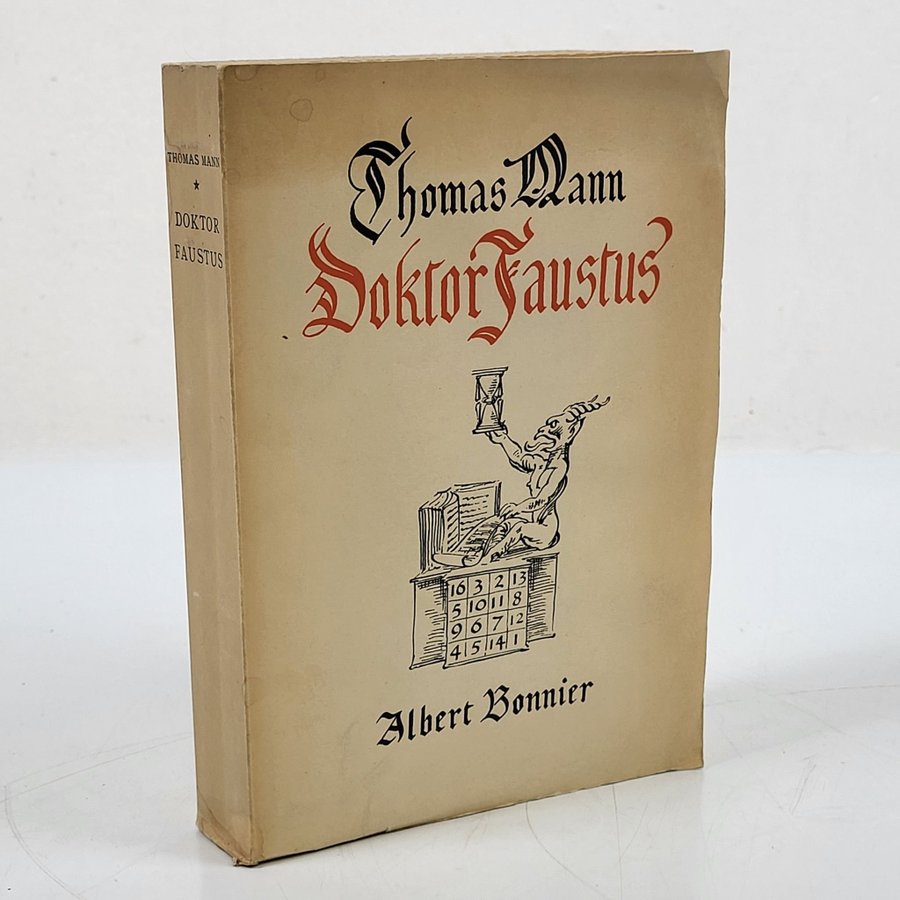 THOMAS MANN
★
DOKTOR
FAUSTUS
Thomas Mann
Doktor Faustus
16 3 2 13
5 10 11 8
9 6 7 12
4 15 14 1
Albert Bonnier